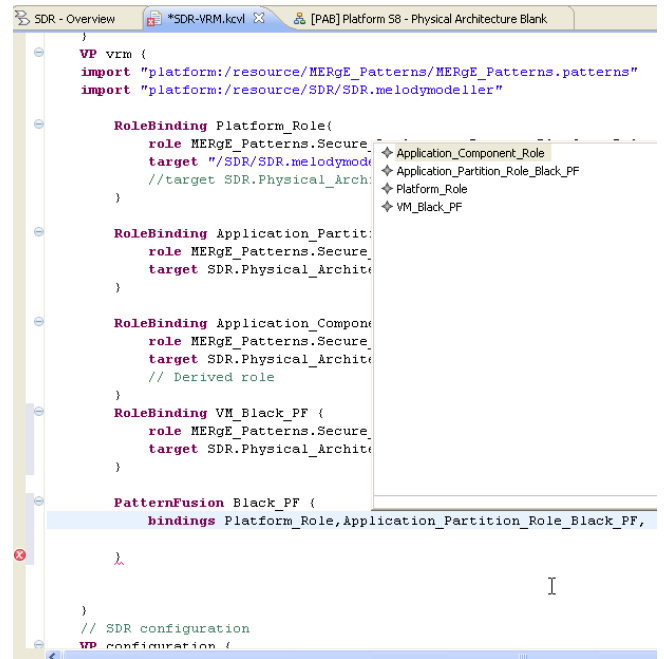 SDR - Overview *SDR-VRM.kcvl [PAB] Platform S8 - Physical Architecture Blank
}
VP vrm {
import "platform:/resource/MERgE_Patterns/MERgE_Patterns.patterns"
import "platform:/resource/SDR/SDR.melodymodeller"
RoleBinding Platform_Role{
role MERgE_Patterns.Secure_
target "/SDR/SDR.melodymode
//target SDR.Physical_Arch
}
RoleBinding Application_Partit
role MERgE_Patterns.Secure_
target SDR.Physical_Archite
}
RoleBinding Application_Compone
role MERgE_Patterns.Secure_
target SDR.Physical_Archite
// Derived role
}
RoleBinding VM_Black_PF {
role MERgE_Patterns.Secure_
target SDR.Physical_Archite
}
PatternFusion Black_PF {
bindings Platform_Role,Application_Partition_Role_Black_PF,
}
}
// SDR configuration
VP configuration {
Application_Component_Role
Application_Partition_Role_Black_PF
Platform_Role
VM_Black_PF